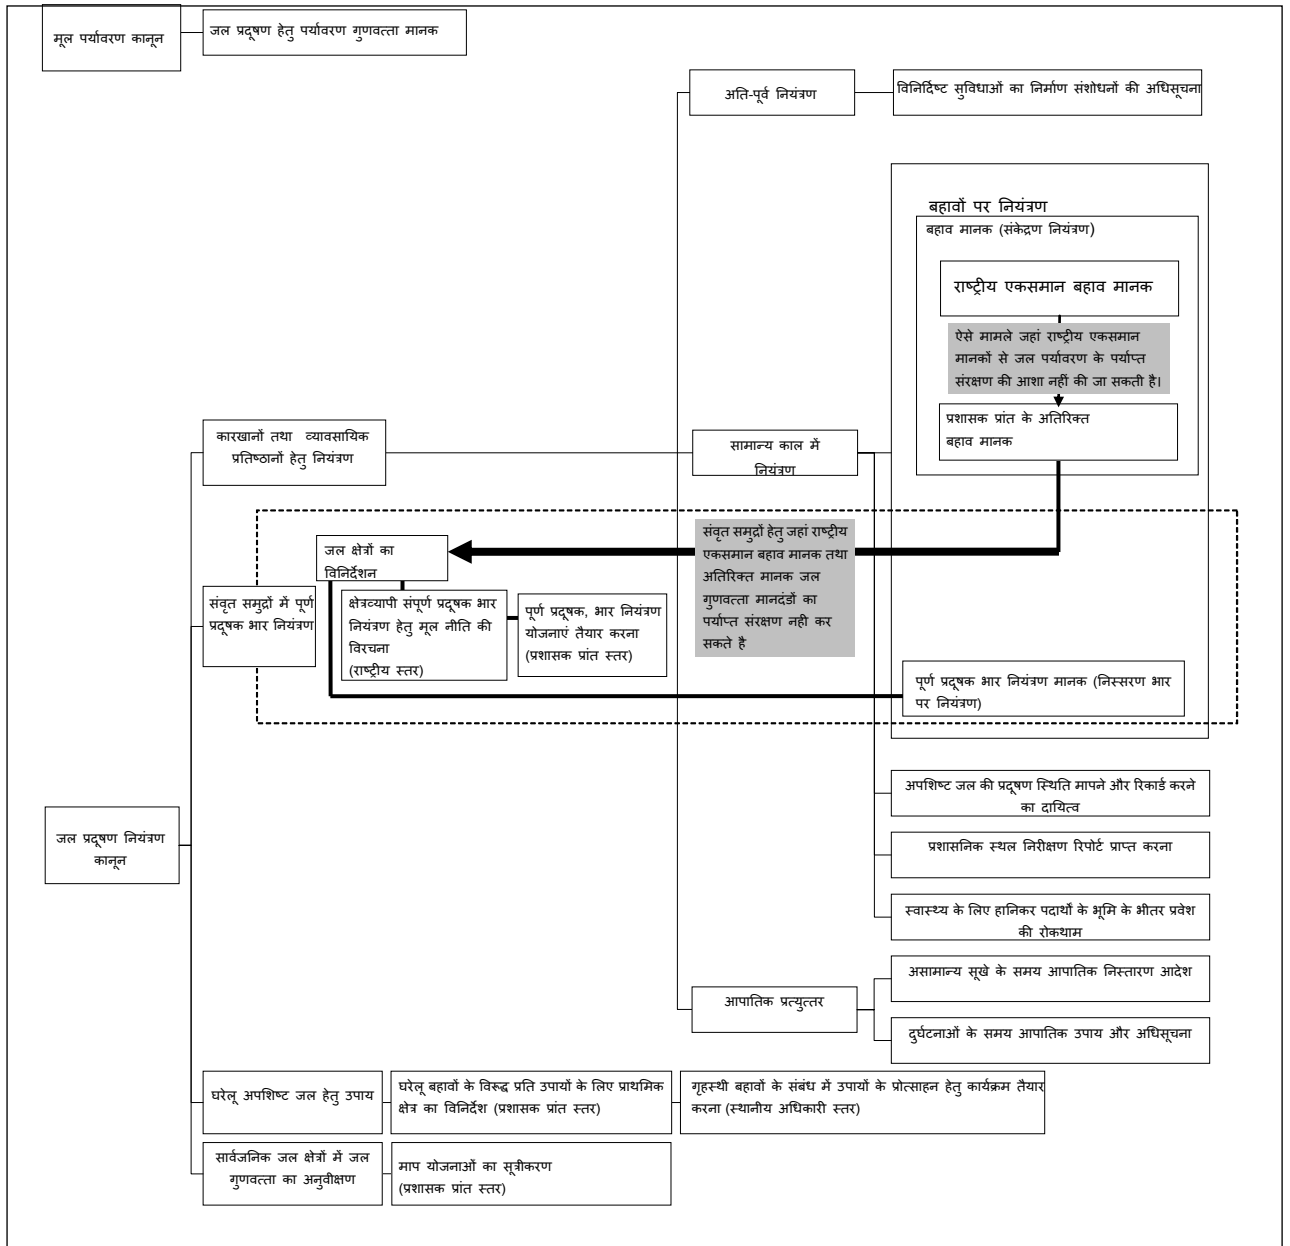 मूल पर्यावरण कानून
जल प्रदूषण हेतु पर्यावरण गुणवत्ता मानक
अति-पूर्व नियंत्रण
विनिर्दिष्ट सुविधाओं का निर्माण संशोधनों की अधिसूचना
बहावों पर नियंत्रण
बहाव मानक (संकेद्रण नियंत्रण)
राष्ट्रीय एकसमान बहाव मानक
ऐसे मामले जहां राष्ट्रीय एकसमान
मानकों से जल पर्यावरण के पर्याप्त
संरक्षण की आशा नहीं की जा सकती है।
प्रशासक प्रांत के अतिरिक्त
बहाव मानक
कारखानों तथा व्यावसायिक
प्रतिष्ठानों हेतु नियंत्रण
सामान्य काल में
नियंत्रण
संवृत समुद्रों हेतु जहां राष्ट्रीय
एकसमान बहाव मानक तथा
अतिरिक्त मानक जल
गुणवत्ता मानदंडों का
पर्याप्त संरक्षण नही कर
सकते है
जल क्षेत्रों का
विनिर्देशन
संवृत समुद्रों में पूर्ण
प्रदूषक भार नियंत्रण
क्षेत्रव्यापी संपूर्ण प्रदूषक भार
नियंत्रण हेतु मूल नीति की
विरचना
(राष्ट्रीय स्तर)
पूर्ण प्रदूषक, भार नियंत्रण
योजनाएं तैयार करना
(प्रशासक प्रांत स्तर)
पूर्ण प्रदूषक भार नियंत्रण मानक (निस्सरण भार
पर नियंत्रण)
अपशिष्ट जल की प्रदूषण स्थिति मापने और रिकार्ड करने
का दायित्व
जल प्रदूषण नियंत्रण
कानून
प्रशासनिक स्थल निरीक्षण रिपोर्ट प्राप्त करना
स्वास्थ्य के लिए हानिकर पदार्थों के भूमि के भीतर प्रवेश
की रोकथाम
असामान्य सूखे के समय आपातिक निस्तारण आदेश
आपातिक प्रत्युत्तर
दुर्घटनाओं के समय आपातिक उपाय और अधिसूचना
घरेलू अपशिष्ट जल हेतु उपाय
घरेलू बहावों के विरूद्ध प्रति उपायों के लिए प्राथमिक
क्षेत्र का विनिर्देश (प्रशासक प्रांत स्तर)
गृहस्थी बहावों के संबंध में उपायों के प्रोत्साहन हेतु कार्यक्रम तैयार
करना (स्थानीय अधिकारी स्तर)
सार्वजनिक जल क्षेत्रों में जल
गुणवत्ता का अनुवीक्षण
माप योजनाओं का सूत्रीकरण
(प्रशासक प्रांत स्तर)